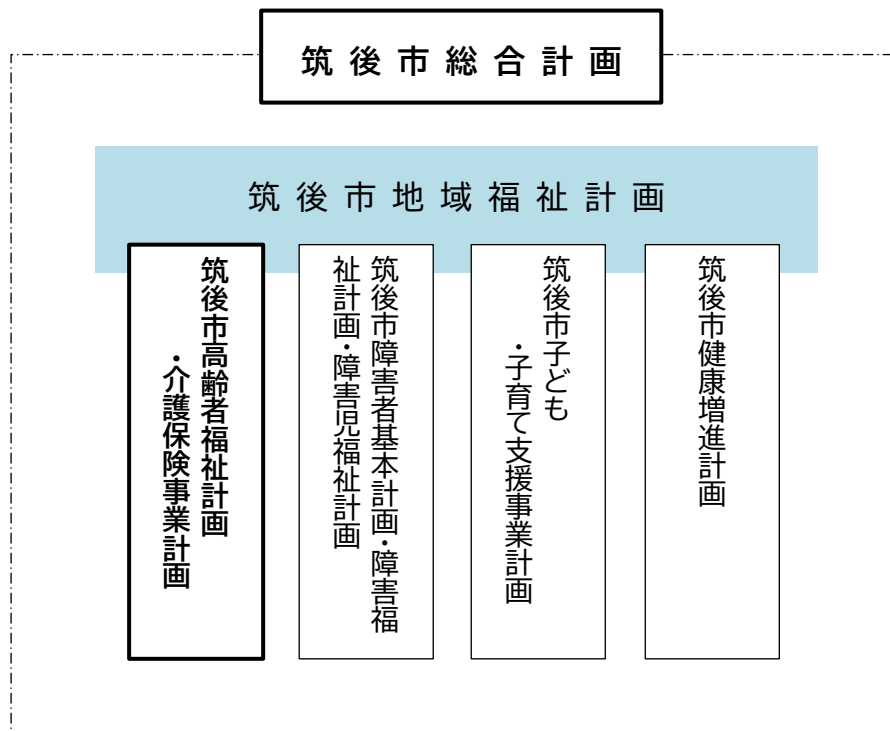 筑後市総合計画
筑後市地域福祉計画
筑後市高齢者福祉計画
・介護保険事業計画
筑後市障害者基本計画・障害福
祉計画・障害児福祉計画
筑後市子ども
・子育て支援事業計画
筑後市健康増進計画